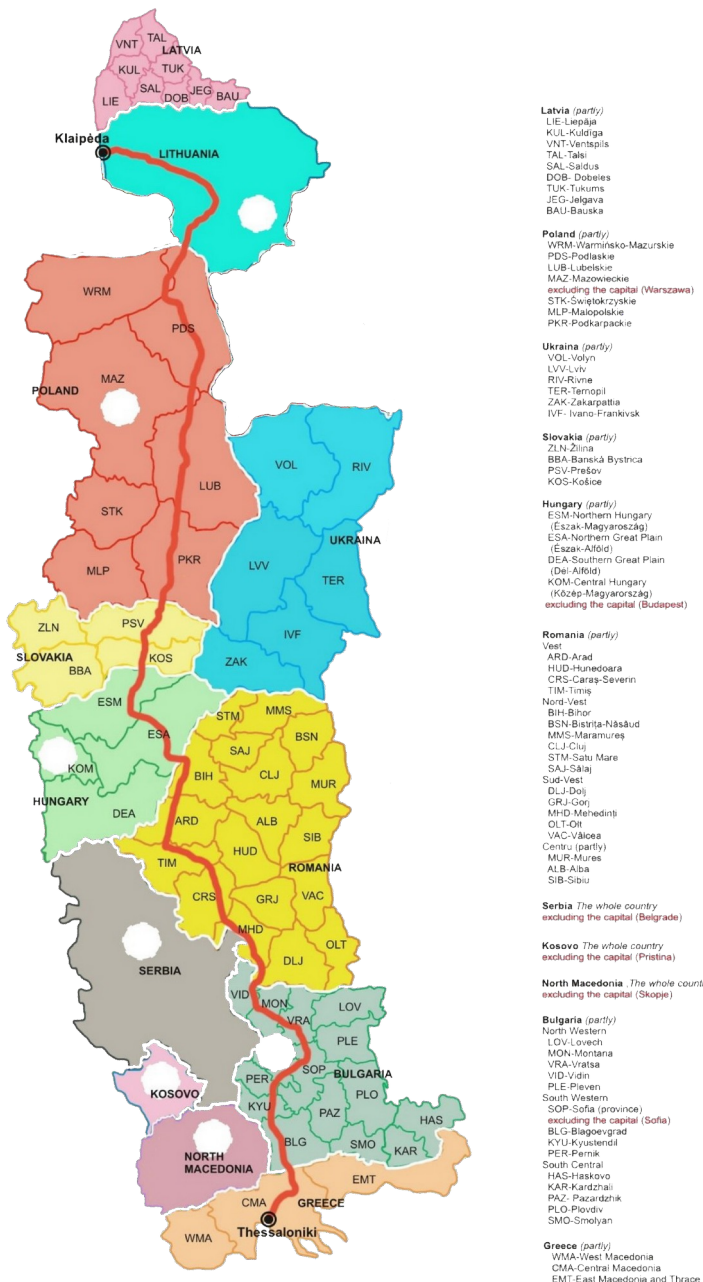 VNT
TAL
LATVIA
KUL
TUK
SAL
JEG
LIE
DOB
BAU
Klaipėda
LITHUANIA
WRM
PDS
POLAND
MAZ
LUB
STK
MLP
PKR
VOL
RIV
UKRAINA
LVV
TER
IVF
ZAK
ZLN
PSV
SLOVAKIA
BBA
KOS
ESM
ESA
KOM
HUNGARY
DEA
STM
MMS
SAJ
BSN
BIH
CLJ
MUR
ARD
ALB
SIB
HUD
TIM
ROMANIA
CRS
GRJ
VAC
MHD
OLT
DLJ
SERBIA
VID
MON
LOV
VRA
PLE
SOP
BULGARIA
PER
PLO
KYU
PAZ
HAS
BLG
SMO
KAR
KOSOVO
NORTH
MACEDONIA
EMT
CMA
GREECE
Thessaloniki
WMA
Latvia (partly)
LIE-Liepāja
KUL-Kuldīga
VNT-Ventspils
TAL-Talsi
SAL-Saldus
DOB- Dobeles
TUK-Tukums
JEG-Jelgava
BAU-Bauska
Poland (partly)
WRM-Warmińsko-Mazurskie
PDS-Podlaskie
LUB-Lubelskie
MAZ-Mazowieckie
excluding the capital (Warszawa)
STK-Świętokrzyskie
MLP-Malopolskie
PKR-Podkarpackie
Ukraina (partly)
VOL-Volyn
LVV-Lviv
RIV-Rivne
TER-Ternopil
ZAK-Zakarpattia
IVF- Ivano-Frankivsk
Slovakia (partly)
ZLN-Žilina
BBA-Banská Bystrica
PSV-Prešov
KOS-Košice
Hungary (partly)
ESM-Northern Hungary
(Észak-Magyaroszág)
ESA-Northern Great Plain
(Észak-Alföld)
DEA-Southern Great Plain
(Dél-Alföld)
KOM-Central Hungary
(Közép-Magyarország)
excluding the capital (Budapest)
Romania (partly)
Vest
ARD-Arad
HUD-Hunedoara
CRS-Caraș-Severin
TIM-Timiș
Nord-Vest
BIH-Bihor
BSN-Bistrița-Năsăud
MMS-Maramureș
CLJ-Cluj
STM-Satu Mare
SAJ-Sălaj
Sud-Vest
DLJ-Dolj
GRJ-Gorj
MHD-Mehedinți
OLT-Olt
VAC-Vâlcea
Centru (partly)
MUR-Mures
ALB-Alba
SIB-Sibiu
Serbia The whole country
excluding the capital (Belgrade)
Kosovo The whole country
excluding the capital (Pristina)
North Macedonia ,The whole count
excluding the capital (Skopje)
Bulgaria (partly)
North Western
LOV-Lovech
MON-Montana
VRA-Vratsa
VID-Vidin
PLE-Pleven
South Western
SOP-Sofia (province)
excluding the capital (Sofia)
BLG-Blagoevgrad
KYU-Kyustendil
PER-Pernik
South Central
HAS-Haskovo
KAR-Kardzhali
PAZ- Pazardzhik
PLO-Plovdiv
SMO-Smolyan
Greece (partly)
WMA-West Macedonia
CMA-Central Macedonia
EMT-East Macedonia and Thrace